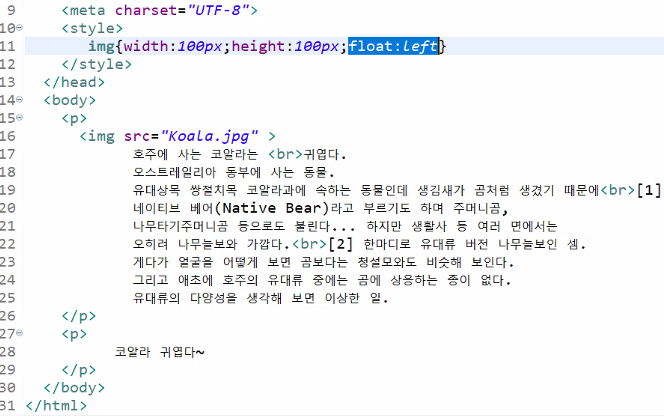 9 <meta charset="UTF-8">
10 <style>
11 img{width:100px;height:100px;float:left}
12 </style>
13 </head>
14 <body>
15 <p>
16 <img src="Koala.jpg" >
17 호주에 사는 코알라는 <br>귀엽다.
18 오스트레일리아 동부에 사는 동물.
19 유대상목 쌍절치목 코알라과에 속하는 동물인데 생김새가 곰처럼 생겼기 때문에<br>[1]
20 네이티브 베어(Native Bear)라고 부르기도 하며 주머니곰,
21 나무타기주머니곰 등으로도 불린다... 하지만 생활사 등 여러 면에서는
22 오히려 나무늘보와 가깝다.<br>[2] 한마디로 유대류 버전 나무늘보인 셈.
23 게다가 얼굴을 어떻게 보면 곰보다는 청설모와도 비슷해 보인다.
24 그리고 애초에 호주의 유대류 중에는 곰에 상응하는 종이 없다.
25 유대류의 다양성을 생각해 보면 이상한 일.
26 </p>
27 <p>
28 코알라 귀엽다~
29 </p>
30 </body>
31 </html>